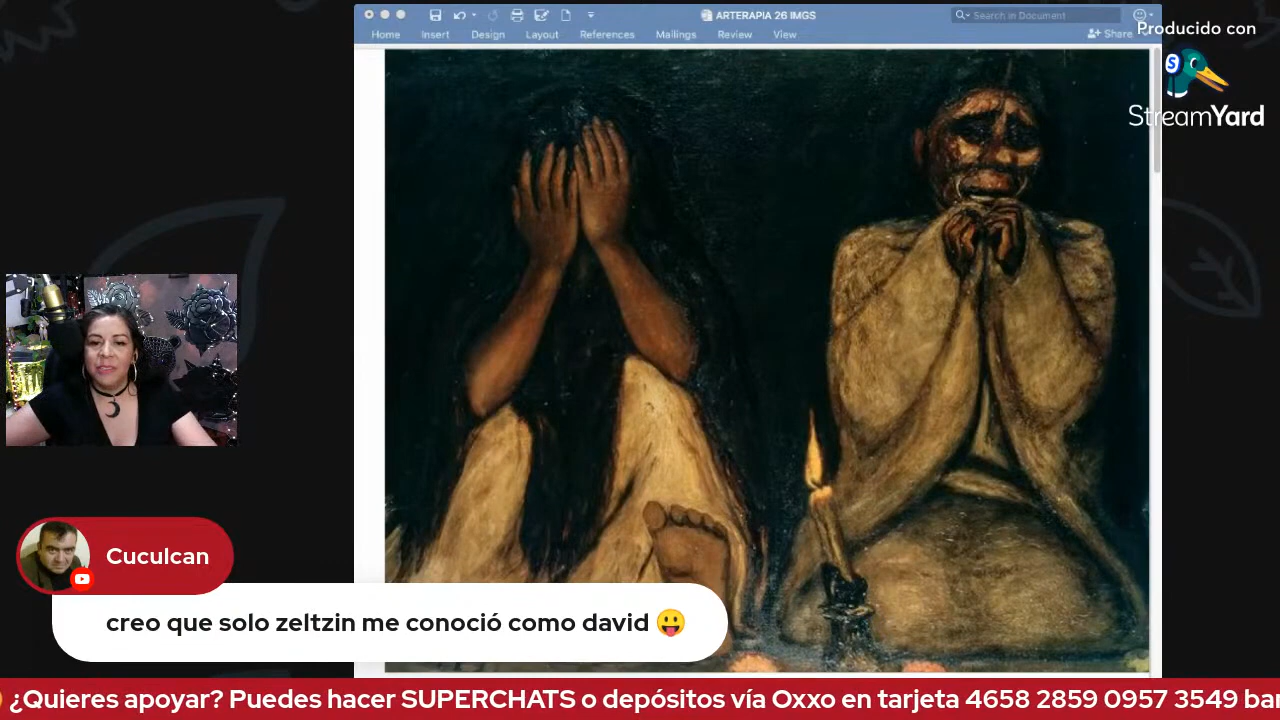 ARTERAPIA 26 IMGS
Search in Document
Home Insert Design Layout References Mailings Review View Share
Producido con
S
StreamYard
Cuculcan
creo que solo zeltzin me conoció como david 😛
¿Quieres apoyar? Puedes hacer SUPERCHATS o depósitos vía Oxxo en tarjeta 4658 2859 0957 3549 ban